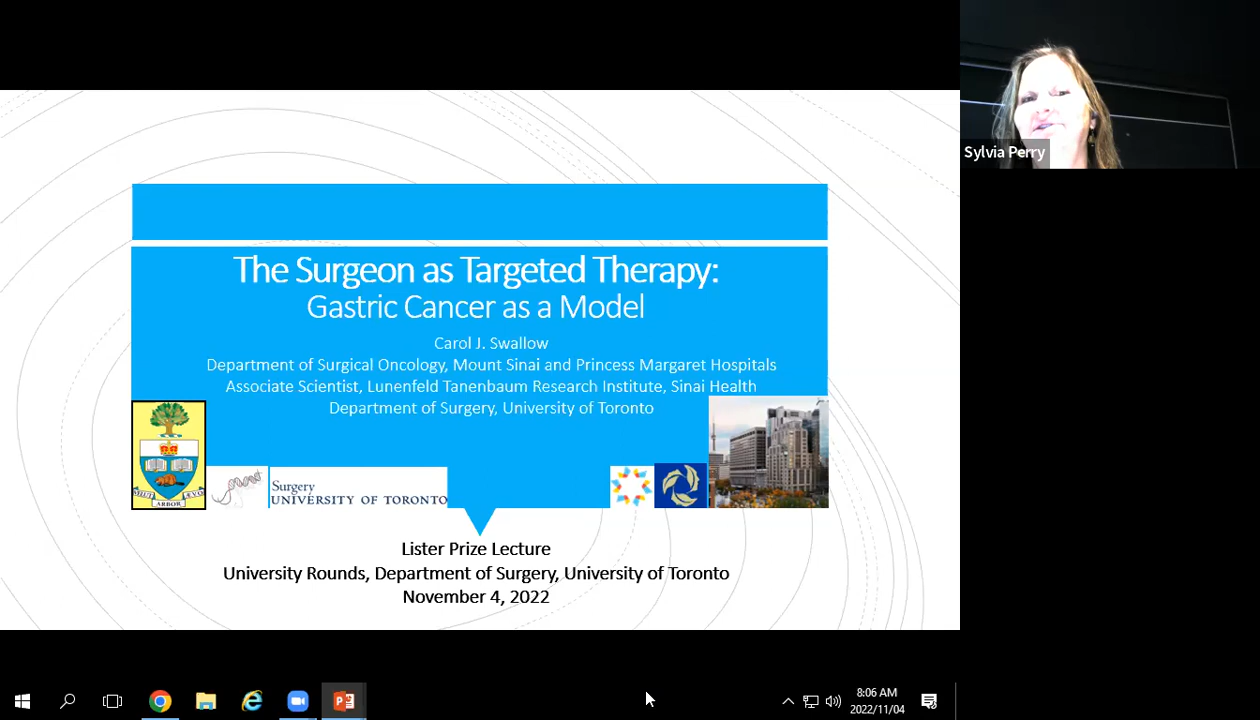 Sylvia Perry
The Surgeon as Targeted Therapy:
Gastric Cancer as a Model
Carol J. Swallow
Department of Surgical Oncology, Mount Sinai and Princess Margaret Hospitals
Associate Scientist, Lunenfeld Tanenbaum Research Institute, Sinai Health
Department of Surgery, University of Toronto
ARBOR
Surgery
UNIVERSITY OF TORONTO
Lister Prize Lecture
University Rounds, Department of Surgery, University of Toronto
November 4, 2022
8:06 AM
2022/11/04